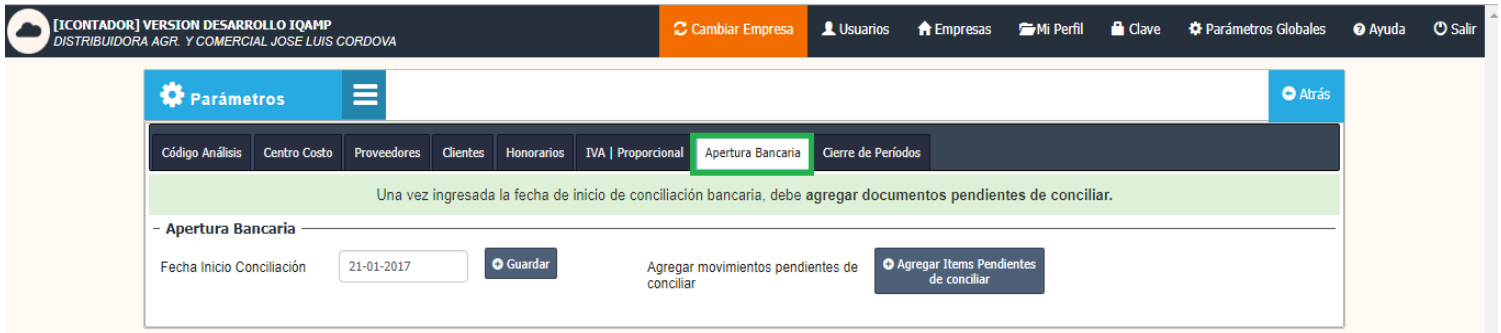 [ICONTADOR] VERSION DESARROLLO IQAMP
DISTRIBUIDORA AGR. Y COMERCIAL JOSE LUIS CORDOVA
Cambiar Empresa Usuarios Empresas Mi Perfil Clave Parámetros Globales Ayuda Salir
Parámetros Atrás
Código Análisis Centro Costo Proveedores Clientes Honorarios IVA | Proporcional Apertura Bancaria Cierre de Períodos
Una vez ingresada la fecha de inicio de conciliación bancaria, debe agregar documentos pendientes de conciliar.
Apertura Bancaria
Fecha Inicio Conciliación 21-01-2017 Guardar
Agregar movimientos pendientes de
conciliar
Agregar Items Pendientes
de conciliar